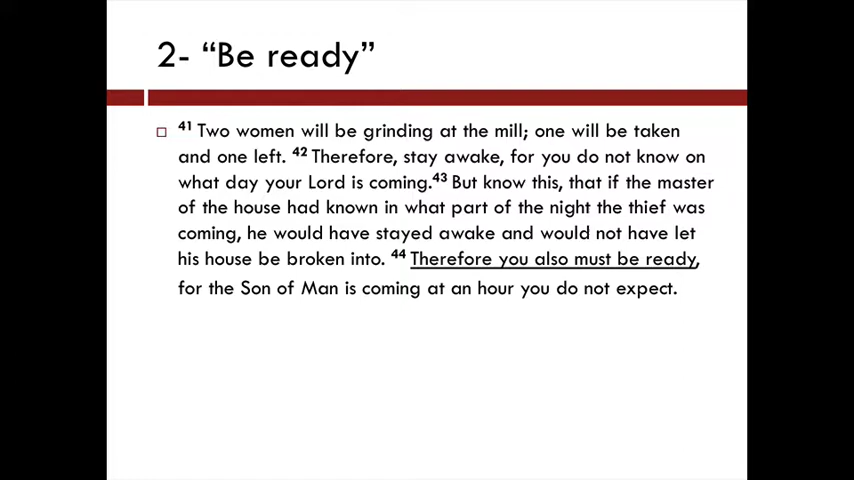 2- “Be ready”
41 Two women will be grinding at the mill; one will be taken
and one left. 42 Therefore, stay awake, for you do not know on
what day your Lord is coming.43 But know this, that if the master
of the house had known in what part of the night the thief was
coming, he would have stayed awake and would not have let
his house be broken into. 44 Therefore you also must be ready,
for the Son of Man is coming at an hour you do not expect.